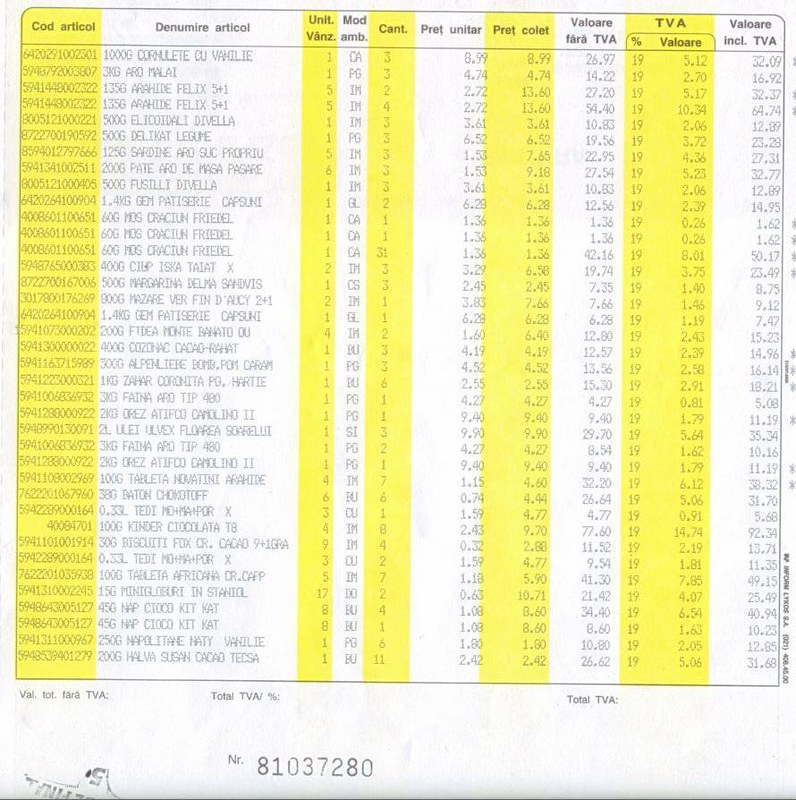 Cod articol Denumire articol Unit. Vânz. Mod amb. Cant. Preț unitar Preț colet Valoare fără TVA TVA % Valoare Valoare incl. TVA
6420291002301 1000G CORNULETE CU VANILIE 1 CA 3 8.99 8.99 26.97 19 5.12 32.09 *
5948792003807 3KG ARO MALAI 1 PG 3 4.74 4.74 14.22 19 2.70 16.92
5941448002322 135G ARAHIDE FELIX 5+1 5 IM 2 2.72 13.60 27.20 19 5.17 32.37 *
5941448002322 135G ARAHIDE FELIX 5+1 5 IM 4 2.72 13.60 54.40 19 10.34 64.74 *
8005121000221 500G ELICOIDALI DIVELLA 1 IM 3 3.61 3.61 10.83 19 2.06 12.89
8722700190592 500G DELIKAT LEGUME 1 PG 3 6.52 6.52 19.56 19 3.72 23.28
8594012797666 125G SARDINE ARO SUC PROPRIU 5 IM 3 1.53 7.65 22.95 19 4.36 27.31
5941341002511 200G PATE ARO DE MASA PASARE 6 IM 3 1.53 9.18 27.54 19 5.23 32.77
8005121000405 500G FUSILLI DIVELLA 1 IM 3 3.61 3.61 10.83 19 2.06 12.89
6420264100904 1.4KG GEM PATISERIE CAPSUNI 1 GL 2 6.28 6.28 12.56 19 2.39 14.95
4008601100651 60G MOS CRACIUN FRIEDEL 1 CA 1 1.36 1.36 1.36 19 0.26 1.62 *
4008601100651 60G MOS CRACIUN FRIEDEL 1 CA 1 1.36 1.36 1.36 19 0.26 1.62 *
4008601100651 60G MOS CRACIUN FRIEDEL 1 CA 31 1.36 1.36 42.16 19 8.01 50.17 *
5948765000383 400G CIUP ISKA TAIAT X 2 IM 3 3.29 6.58 19.74 19 3.75 23.49 *
8722700167006 500G MARGARINA DELMA SANDVIS 1 CS 3 2.45 2.45 7.35 19 1.40 8.75
3017800176269 800G MAZARE VER FIN D'AUCY 2+1 2 IM 1 3.83 7.66 7.66 19 1.46 9.12
6420264100904 1.4KG GEM PATISERIE CAPSUNI 1 GL 1 6.28 6.28 6.28 19 1.19 7.47
15941073000202 200G FTDEA MONTE BANATO OU 4 IM 2 1.60 6.40 12.80 19 2.43 15.23
5941300000022 400G COZONAC CACAO-RAHAT 1 BU 3 4.19 4.19 12.57 19 2.39 14.96 *
5941163715989 300G ALPENLIEBE BOMB.POM CARAM 1 PG 3 4.52 4.52 13.56 19 2.58 16.14 *
5941223000321 1KG ZAHAR CORONITA PG. HARTIE 1 BU 6 2.55 2.55 15.30 19 2.91 18.21 *
5941006836932 3KG FAINA ARO TIP 480 1 PG 1 4.27 4.27 4.27 19 0.81 5.08
5941288000922 2KG OREZ ATIFCO CAMOLINO II 1 PG 1 9.40 9.40 9.40 19 1.79 11.19 *
5948990130091 2L ULEI ULVEX FLOAREA SOARELUI 1 SI 3 9.90 9.90 29.70 19 5.64 35.34
5941006836932 3KG FAINA ARO TIP 480 1 PG 2 4.27 4.27 8.54 19 1.62 10.16
5941288000922 2KG OREZ ATIFCO CAMOLINO II 1 PG 1 9.40 9.40 9.40 19 1.79 11.19 *
5941108002969 100G TABLETA NOVATINI ARAHIDE 4 IM 7 1.15 4.60 32.20 19 6.12 38.32 *
7622201067960 38G BATON CHOKOTOFF 6 BU 6 0.74 4.44 26.64 19 5.06 31.70
5942289000164 0.33L TEDI MO+MA+POR X 3 CU 1 1.59 4.77 4.77 19 0.91 5.68
40084701 100G KINDER CIOCOLATA T8 4 IM 8 2.43 9.70 77.60 19 14.74 92.34
5941101001914 30G BISCUITI FOX CR. CACAO 9+1GRA 9 IM 4 0.32 2.88 11.52 19 2.19 13.71
5942289000164 0.33L TEDI MO+MA+POR X 3 CU 2 1.59 4.77 9.54 19 1.81 11.35
7622201035938 100G TABLETA AFRICANA CR.CAPP 5 IM 7 1.18 5.90 41.30 19 7.85 49.15
5941310002245 15G MINIGLOBURI IN STANIOL 17 DO 2 0.63 10.71 21.42 19 4.07 25.49
5948643005127 45G NAP CIOCO KIT KAT 8 BU 4 1.08 8.60 34.40 19 6.54 40.94
5948643005127 45G NAP CIOCO KIT KAT 8 BU 1 1.08 8.60 8.60 19 1.63 10.23
5941311000967 250G NAPOLITANE NATY VANILIE 1 PG 6 1.80 1.80 10.80 19 2.05 12.85
5948539401279 200G HALVA SUSAN CACAO TECSA 1 BU 11 2.42 2.42 26.62 19 5.06 31.68
Val. tot. fără TVA: Total TVA/ %: Total TVA:
Nr. 81037280
RF INFORM LYKOS S.A. (021) 408.45.00